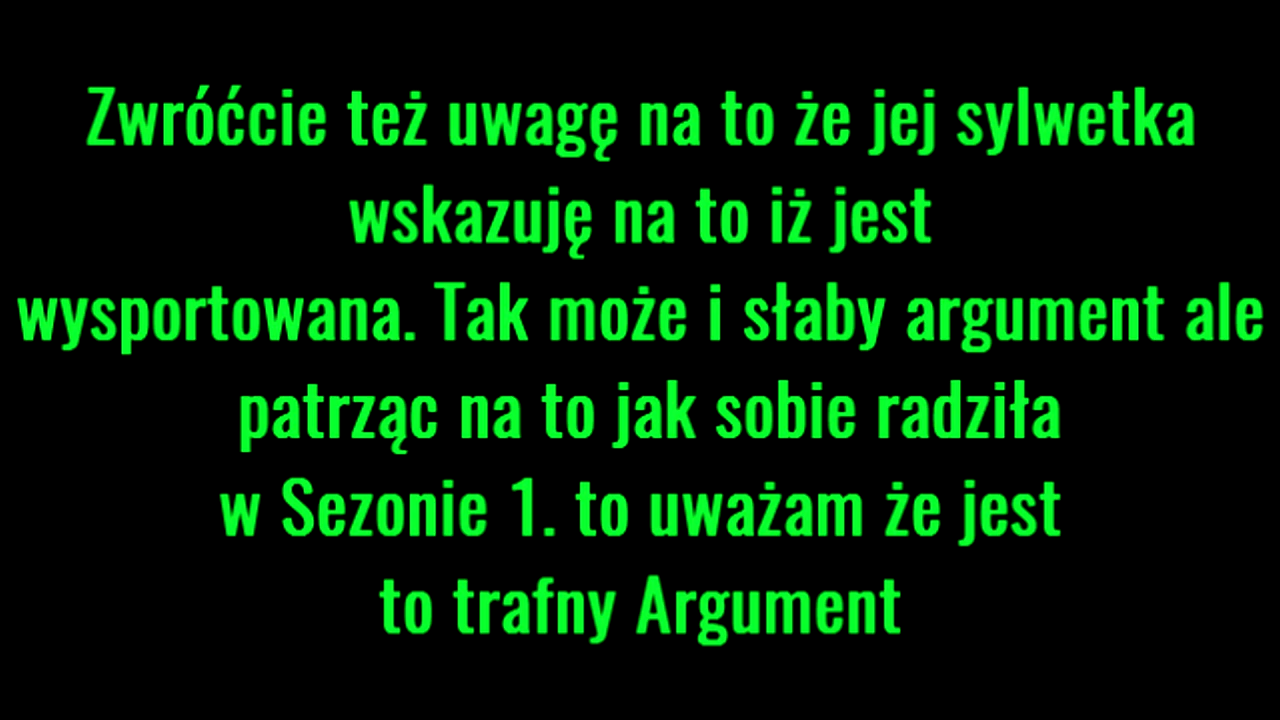 Zwróćcie też uwagę na to że jej sylwetka
wskazuję na to iż jest
wysportowana. Tak może i słaby argument ale
patrząc na to jak sobie radziła
w Sezonie 1. to uważam że jest
to trafny Argument